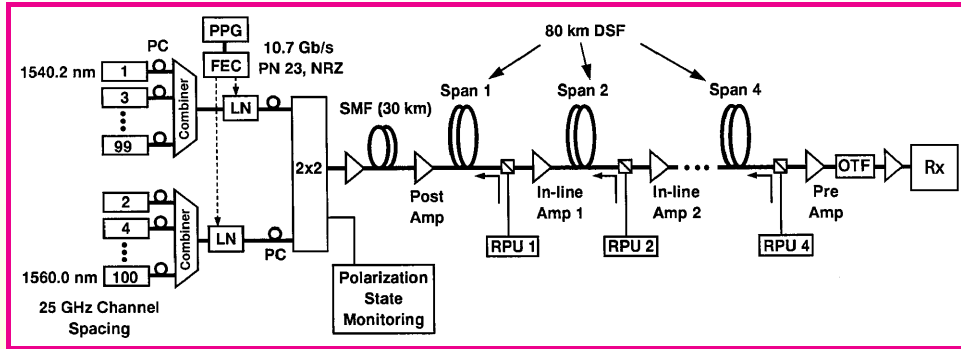 PPG
FEC
10.7 Gb/s
PN 23, NRZ
PC
1540.2 nm
1
3
99
Combiner
LN
2
4
100
1560.0 nm
Combiner
LN
PC
25 GHz Channel
Spacing
2x2
Polarization
State
Monitoring
SMF (30 km)
Post
Amp
80 km DSF
Span 1
Span 2
Span 4
In-line
Amp 1
In-line
Amp 2
RPU 1
RPU 2
RPU 4
Pre
Amp
OTF
Rx